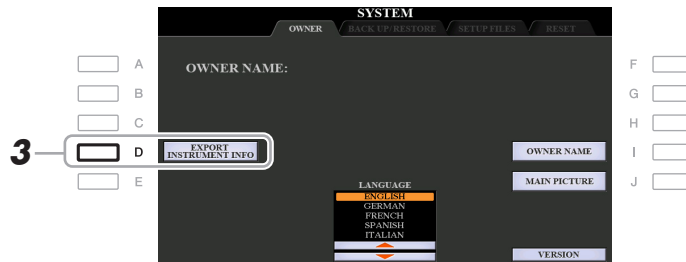 SYSTEM
OWNER BACK UP/RESTORE SETUP FILES RESET
A OWNER NAME: F
B G
C H
3 D EXPORT INSTRUMENT INFO OWNER NAME I
E MAIN PICTURE J
LANGUAGE
ENGLISH
GERMAN
FRENCH
SPANISH
ITALIAN
VERSION